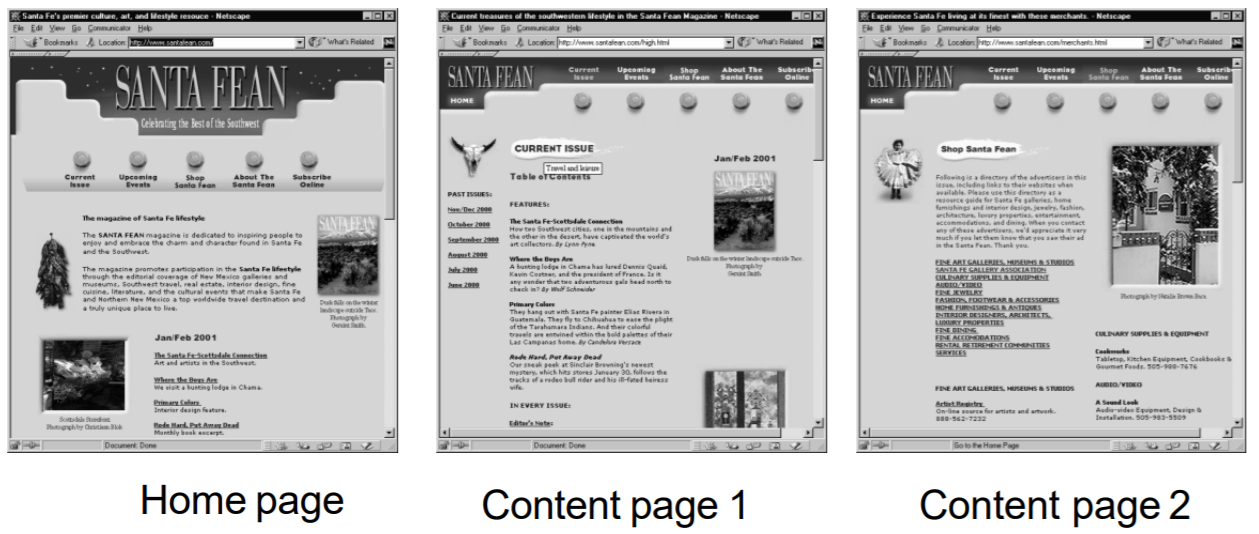 Santa Fe's premier culture, art, and lifestyle resouce - Netscape
File Edit View Go Communicator Help
Bookmarks Location: http://www.santafean.com/ What's Related
SANTA FEAN
Celebrating the Best of the Southwest
Current Issue
Upcoming Events
Shop Santa Fean
About The Santa Fean
Subscribe Online
The magazine of Santa Fe lifestyle
The SANTA FEAN magazine is dedicated to inspiring people to
enjoy and embrace the charm and character found in Santa Fe
and the Southwest.
The magazine promotes participation in the Santa Fe lifestyle
through the editorial coverage of New Mexico galleries and
museums, Southwest travel, real estate, interior design, fine
cuisine, literature, and the cultural events that make Santa Fe
and Northern New Mexico a top worldwide travel destination and
a truly unique place to live.
SANTA FEAN
Dusk falls on the winter
landscape outside Taos.
Photograph by
Geraint Smith.
Jan/Feb 2001
The Santa Fe-Scottsdale Connection
Art and artists in the Southwest.
Where the Boys Are
We visit a hunting lodge in Chama.
Primary Colors
Interior design feature.
Rode Hard, Put Away Dead
Monthly book excerpt.
Photograph by Christiaan Blok
Document: Done
Home page
Current treasures of the southwestern lifestyle in the Santa Fean Magazine - Netscape
File Edit View Go Communicator Help
Bookmarks Location: http://www.santafean.com/high.html What's Related
SANTA FEAN
HOME
Current Issue
Upcoming Events
Shop Santa Fean
About The Santa Fean
Subscrib Online
CURRENT ISSUE
Travel and leisure
Table of Contents
PAST ISSUES:
Nov/Dec 2000
October 2000
September 2000
August 2000
July 2000
June 2000
FEATURES:
The Santa Fe-Scottsdale Connection
How two Southwest cities, one in the mountains and
the other in the desert, have captivated the world's
art collectors. By Lynn Pyne
Where the Boys Are
A hunting lodge in Chama has lured Dennis Quaid,
Kevin Costner, and the president of France. Is it
any wonder that two adventurous gals head north to
check in? By Wolf Schneider
Primary Colors
They hang out with Santa Fe painter Elias Rivera in
Guatemala. They fly to Chihuahua to ease the plight
of the Tarahumara Indians. And their colorful
travels are entwined within the bold palettes of their
Las Campanas home. By Candelora Versace
Rode Hard, Put Away Dead
Our sneak peek at Sinclair Browning's newest
mystery, which hits stores January 30, follows the
tracks of a rodeo bull rider and his ill-fated heiress
wife.
IN EVERY ISSUE:
Editor's Note:
Jan/Feb 2001
SANTA FEAN
Dusk falls on the winter landscape outside Taos.
Photograph by
Geraint Smith.
Document: Done
Content page 1
Experience Santa Fe living at its finest with these merchants. - Netscape
File Edit View Go Communicator Help
Bookmarks Location: http://www.santafean.com/merchants.html What's Related
SANTA FEAN
HOME
Current Issue
Upcoming Events
Shop Santa Fean
About The Santa Fean
Subscrib Online
Shop Santa Fean
Following is a directory of the advertisers in this
issue, including links to their websites when
available. Please use this directory as a
resource guide for Santa Fe galleries, home
furnishings and interior design, jewelry, fashion,
architecture, luxury properties, entertainment,
accommodations, and dining. When you contact
any of these advertisers, we'd appreciate it very
much if you let them know that you saw their ad
in the Santa Fean. Thank you.
FINE ART GALLERIES, MUSEUMS & STUDIOS
SANTA FE GALLERY ASSOCIATION
CULINARY SUPPLIES & EQUIPMENT
AUDIO/VIDEO
FINE JEWELRY
FASHION, FOOTWEAR & ACCESSORIES
HOME FURNISHINGS & ANTIQUES
INTERIOR DESIGNERS, ARCHITECTS,
LUXURY PROPERTIES
FINE DINING
FINE ACCOMODATIONS
RENTAL RETIREMENT COMMUNITIES
SERVICES
FINE ART GALLERIES, MUSEUMS & STUDIOS
Artist Registry
On-line source for artists and artwork.
888-562-7232
CULINARY SUPPLIES & EQUIPMENT
Cookworks
Tabletop, Kitchen Equipment, Cookbooks &
Gourmet Foods. 505-988-7676
AUDIO/VIDEO
A Sound Look
Audio-video Equipment, Design &
Installation. 505-983-5509
Go to the Home Page
Content page 2